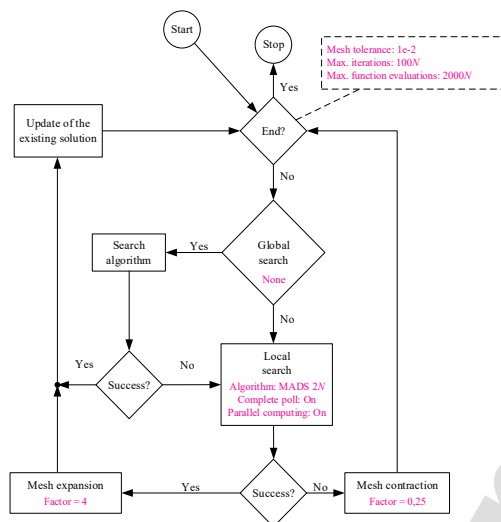 Start
Stop
Mesh tolerance: 1e-2
Max. iterations: 100N
Max. function evaluations: 2000N
Yes
Update of the
existing solution
End?
No
Search
algorithm
Yes
Global
search
None
No
Local
search
Algorithm: MADS 2N
Complete poll: On
Parallel computing: On
Yes
Success?
No
Mesh expansion
Factor = 4
Yes
Success?
No
Mesh contraction
Factor = 0.25